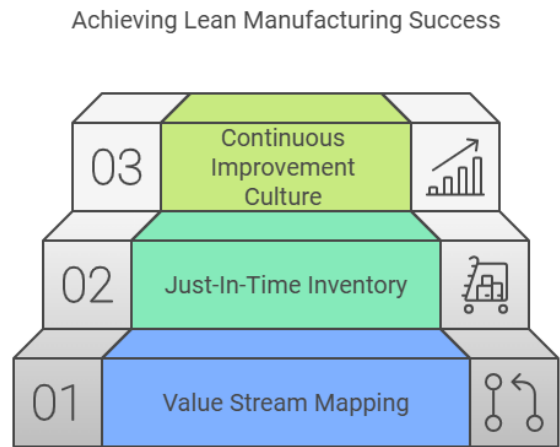 Achieving Lean Manufacturing Success
03
Continuous
Improvement
Culture
02
Just-In-Time Inventory
01
Value Stream Mapping